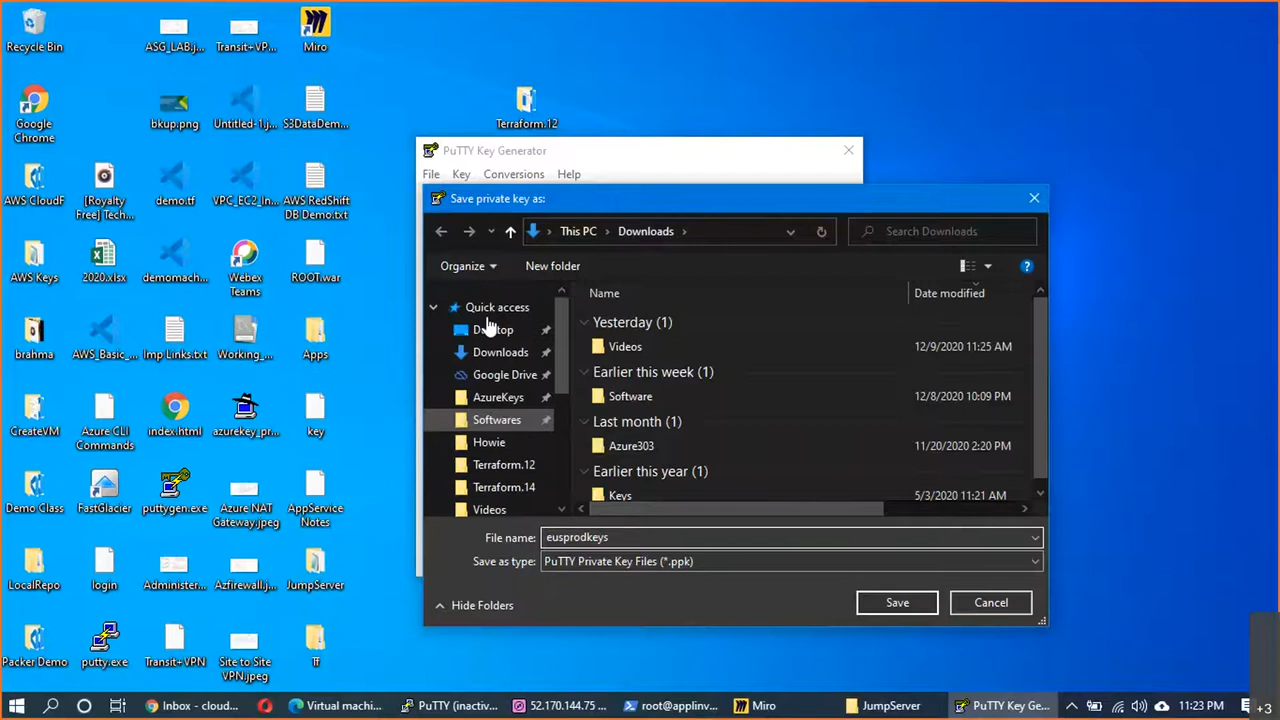 Recycle Bin
ASG_LAB.j...
Transit+VP...
Miro
Google
Chrome
bkup.png
Untitled-1.j...
S3DataDem...
Terraform.12
AWS CloudF
[Royalty
Free] Tech...
demo.tf
VPC_EC2_In...
AWS RedShift
DB Demo.txt
AWS Keys
2020.xlsx
demomach...
Webex
Teams
ROOT.war
brahma
AWS_Basic_...
Imp Links.txt
Working_...
Apps
CreateVM
Azure CLI
Commands
index.html
azurekey_pr...
key
Demo Class
FastGlacier
puttygen.exe
Azure NAT
Gateway.jpeg
AppService
Notes
LocalRepo
login
Administer...
Azfirewall.j...
JumpServer
Packer Demo
putty.exe
Transit+VPN
Site to Site
VPN.jpeg
Tf
PuTTY Key Generator
File Key Conversions Help
Save private key as:
This PC > Downloads >
Search Downloads
Organize New folder
Quick access
Desktop
Downloads
Google Drive
AzureKeys
Softwares
Howie
Terraform.12
Terraform.14
Videos
Name Date modified
Yesterday (1)
Videos 12/9/2020 11:25 AM
Earlier this week (1)
Software 12/8/2020 10:09 PM
Last month (1)
Azure303 11/20/2020 2:20 PM
Earlier this year (1)
Keys 5/3/2020 11:21 AM
File name: eusprodkeys
Save as type: PuTTY Private Key Files (*.ppk)
Hide Folders
Save Cancel
Inbox - cloud...
Virtual machi...
PuTTY (inactiv...
52.170.144.75 ...
root@applinv...
Miro
JumpServer
PuTTY Key Ge...
11:23 PM
+3